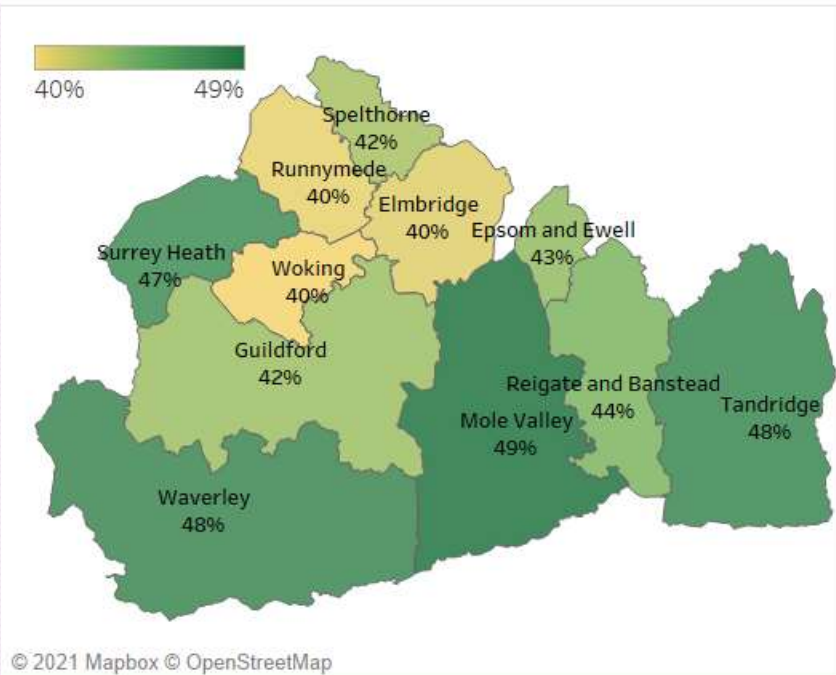 40% 49%
Spelthorne
42%
Runnymede
40%
Elmbridge
40%
Epsom and Ewell
43%
Surrey Heath
47%
Woking
40%
Guildford
42%
Reigate and Banstead
44%
Mole Valley
49%
Tandridge
48%
Waverley
48%
© 2021 Mapbox © OpenStreetMap